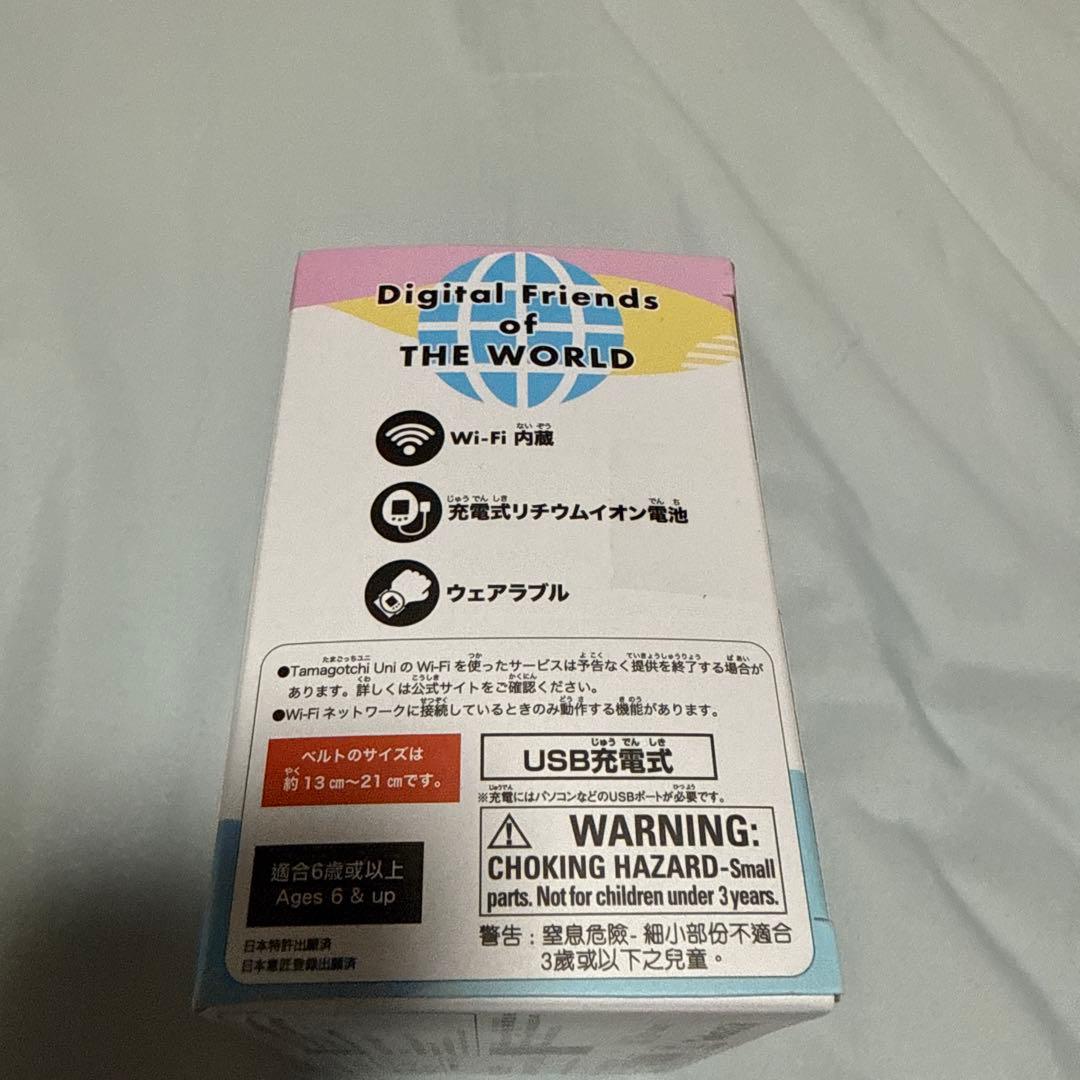 Digital Friends
of
THE WORLD
Wi-Fi 内蔵
充電式リチウムイオン電池
ウェアラブル
●Tamagotchi Uni の Wi-Fi を使ったサービスは予告なく提供を終了する場合が
あります。詳しくは公式サイトをご確認ください。
●Wi-Fi ネットワークに接続しているときのみ動作する機能があります。
ベルトのサイズは
約13㎝〜21㎝です。
USB充電式
※充電にはパソコンなどのUSBポートが必要です。
適合6歳或以上
Ages 6 & up
WARNING:
CHOKING HAZARD-Small
parts. Not for children under 3 years.
警告：窒息危險- 細小部份不適合
3歲或以下之兒童。
日本特許出願済
日本意匠登録出願済